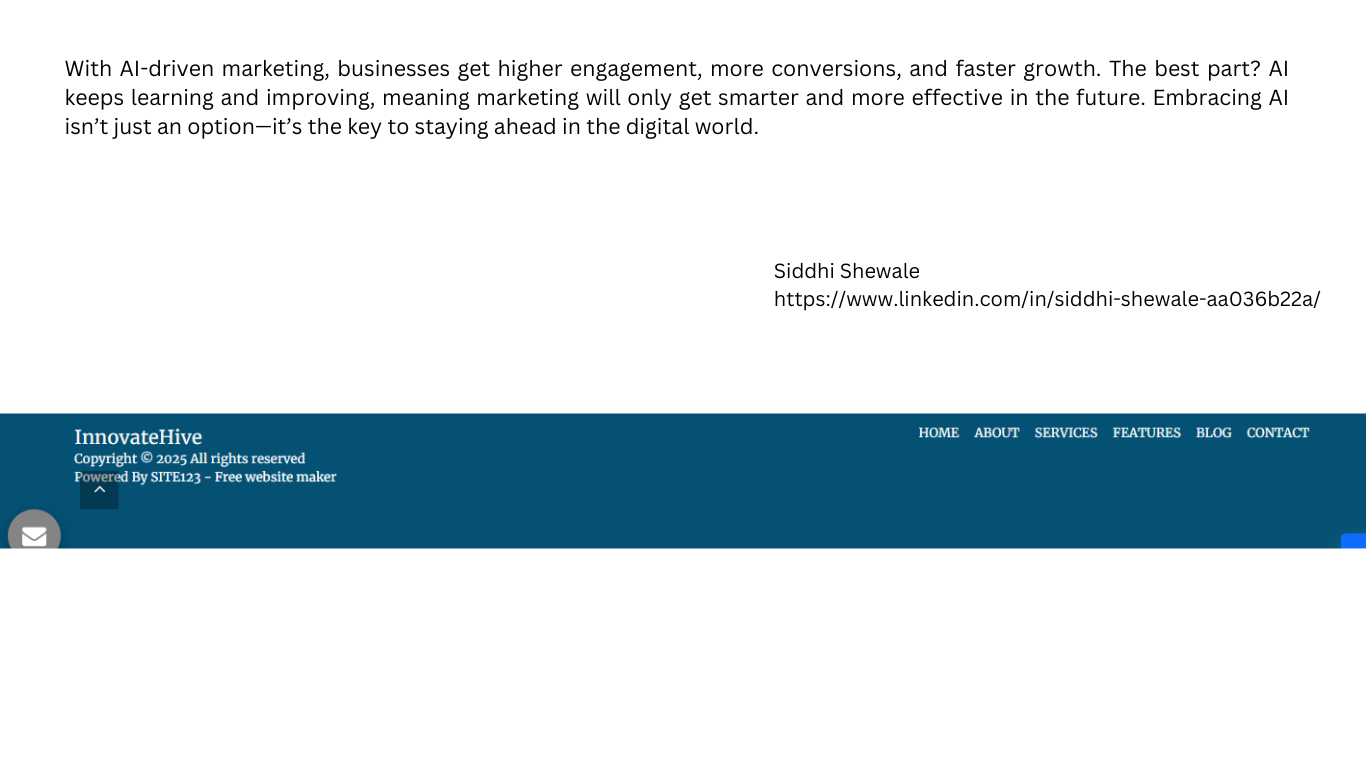 With AI-driven marketing, businesses get higher engagement, more conversions, and faster growth. The best part? AI
keeps learning and improving, meaning marketing will only get smarter and more effective in the future. Embracing AI
isn’t just an option—it’s the key to staying ahead in the digital world.
Siddhi Shewale
https://www.linkedin.com/in/siddhi-shewale-aa036b22a/
InnovateHive
Copyright © 2025 All rights reserved
Powered By SITE123 - Free website maker
HOME ABOUT SERVICES FEATURES BLOG CONTACT